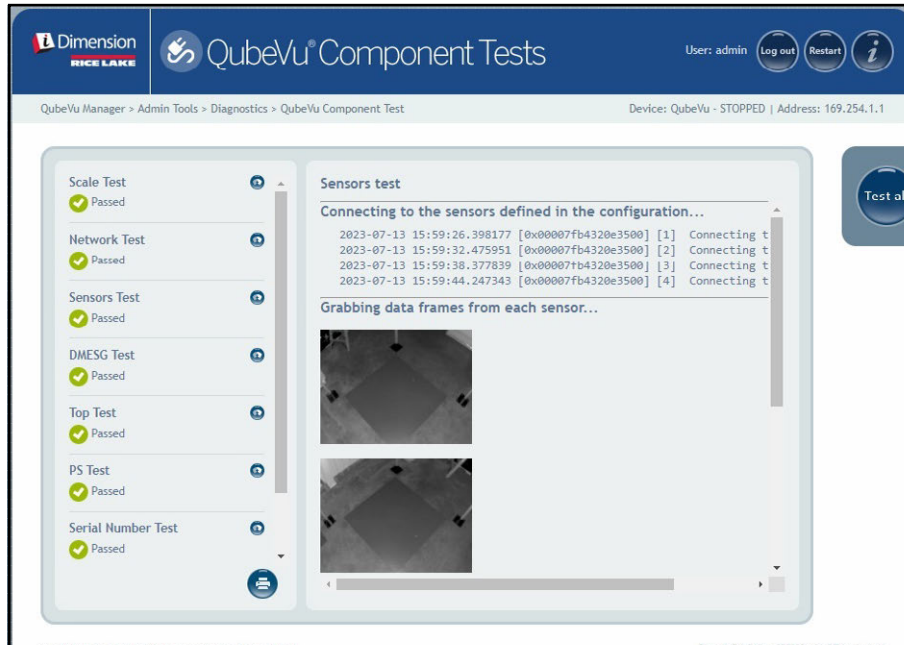 iDimension
RICE LAKE
QubeVu® Component Tests
User: admin
Log out
Restart
i
QubeVu Manager > Admin Tools > Diagnostics > QubeVu Component Test
Device: QubeVu - STOPPED | Address: 169.254.1.1
Scale Test
Passed
Network Test
Passed
Sensors Test
Passed
DMESG Test
Passed
Top Test
Passed
PS Test
Passed
Serial Number Test
Passed
Sensors test
Connecting to the sensors defined in the configuration...
2023-07-13 15:59:26.398177 [0x00007fb4320e3500] [1] Connecting t
2023-07-13 15:59:32.475951 [0x00007fb4320e3500] [2] Connecting t
2023-07-13 15:59:38.377839 [0x00007fb4320e3500] [3] Connecting t
2023-07-13 15:59:44.247343 [0x00007fb4320e3500] [4] Connecting t
Grabbing data frames from each sensor...
Test al